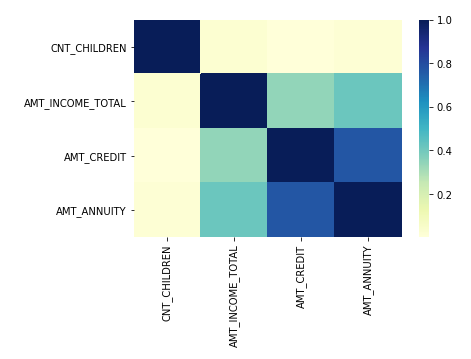 CNT_CHILDREN
AMT_INCOME_TOTAL
AMT_CREDIT
AMT_ANNUITY
CNT_CHILDREN
AMT_INCOME_TOTAL
AMT_CREDIT
AMT_ANNUITY
1.0
0.8
0.6
0.4
0.2